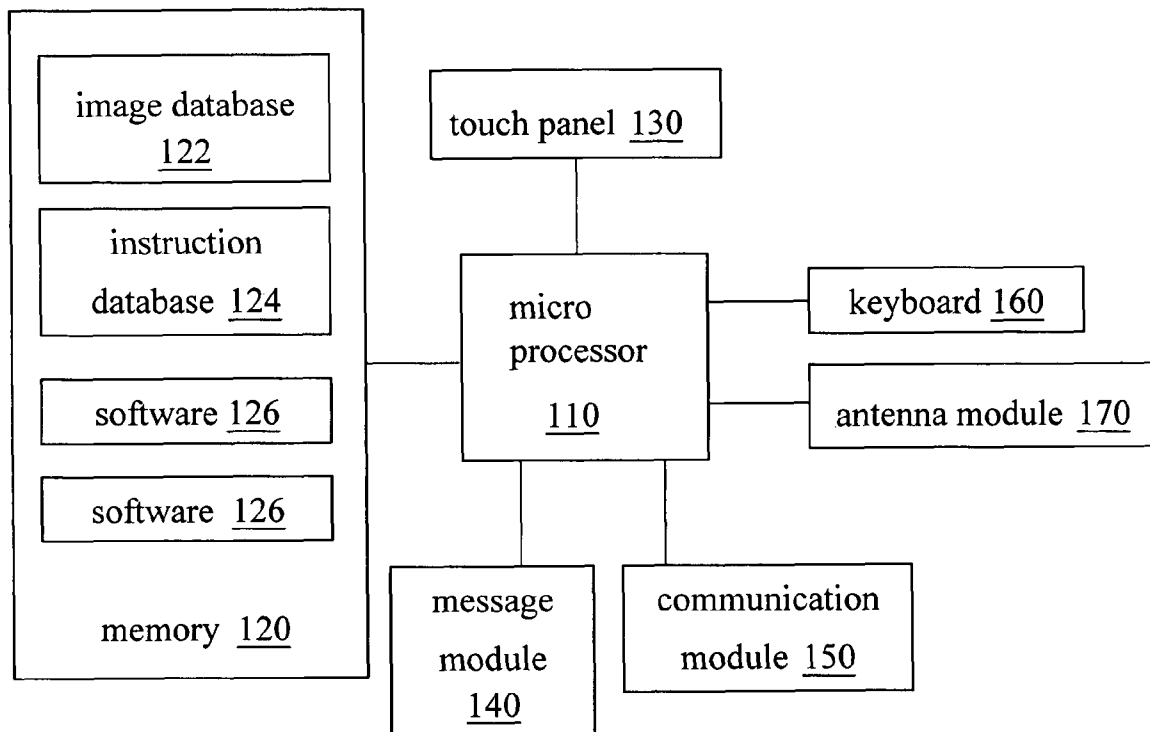 image database
122
instruction
database 124
software 126
software 126
memory 120
touch panel 130
micro
processor
110
keyboard 160
antenna module 170
message
module
140
communication
module 150